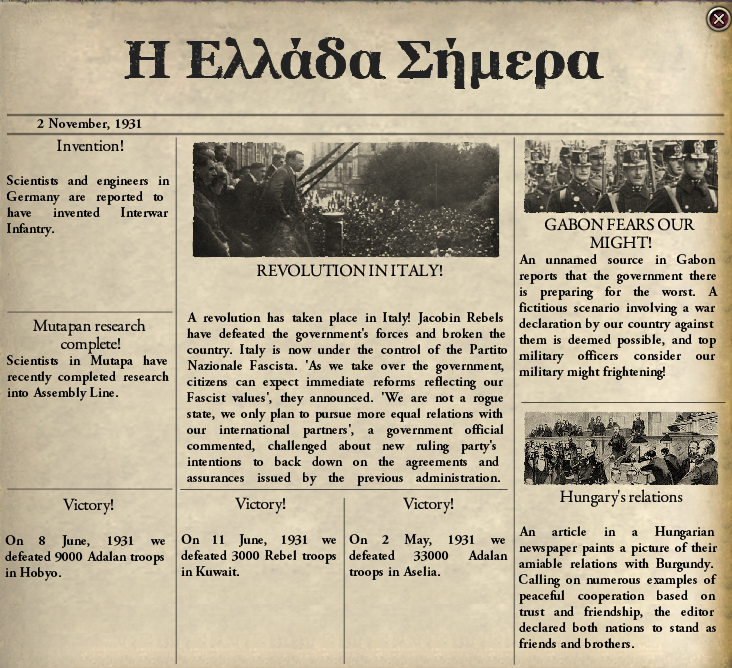 Η Ελλάδα Σήμερα
2 November, 1931
Invention!
Scientists and engineers in
Germany are reported to
have invented Interwar
Infantry.
Mutapan research
complete!
Scientists in Mutapa have
recently completed research
into Assembly Line.
REVOLUTION IN ITALY!
A revolution has taken place in Italy! Jacobin Rebels
have defeated the government's forces and broken the
country. Italy is now under the control of the Partito
Nazionale Fascista. 'As we take over the government,
citizens can expect immediate reforms reflecting our
Fascist values', they announced. 'We are not a rogue
state, we only plan to pursue more equal relations with
our international partners', a government official
commented, challenged about new ruling party's
intentions to back down on the agreements and
assurances issued by the previous administration.
GABON FEARS OUR
MIGHT!
An unnamed source in Gabon
reports that the government there
is preparing for the worst. A
fictitious scenario involving a war
declaration by our country against
them is deemed possible, and top
military officers consider our
military might frightening!
Hungary's relations
An article in a Hungarian
newspaper paints a picture of their
amiable relations with Burgundy.
Calling on numerous examples of
peaceful cooperation based on
trust and friendship, the editor
declared both nations to stand as
friends and brothers.
Victory!
On 8 June, 1931 we
defeated 9000 Adalan troops
in Hobyo.
Victory!
On 11 June, 1931 we
defeated 3000 Rebel troops
in Kuwait.
Victory!
On 2 May, 1931 we
defeated 33000 Adalan
troops in Aselia.